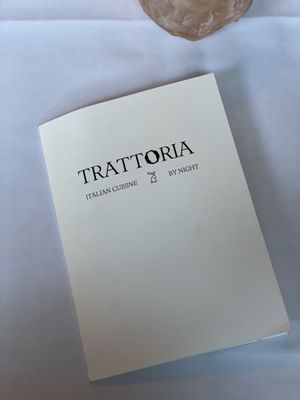 TRATTORIA
ITALIAN CUISINE BY NIGHT